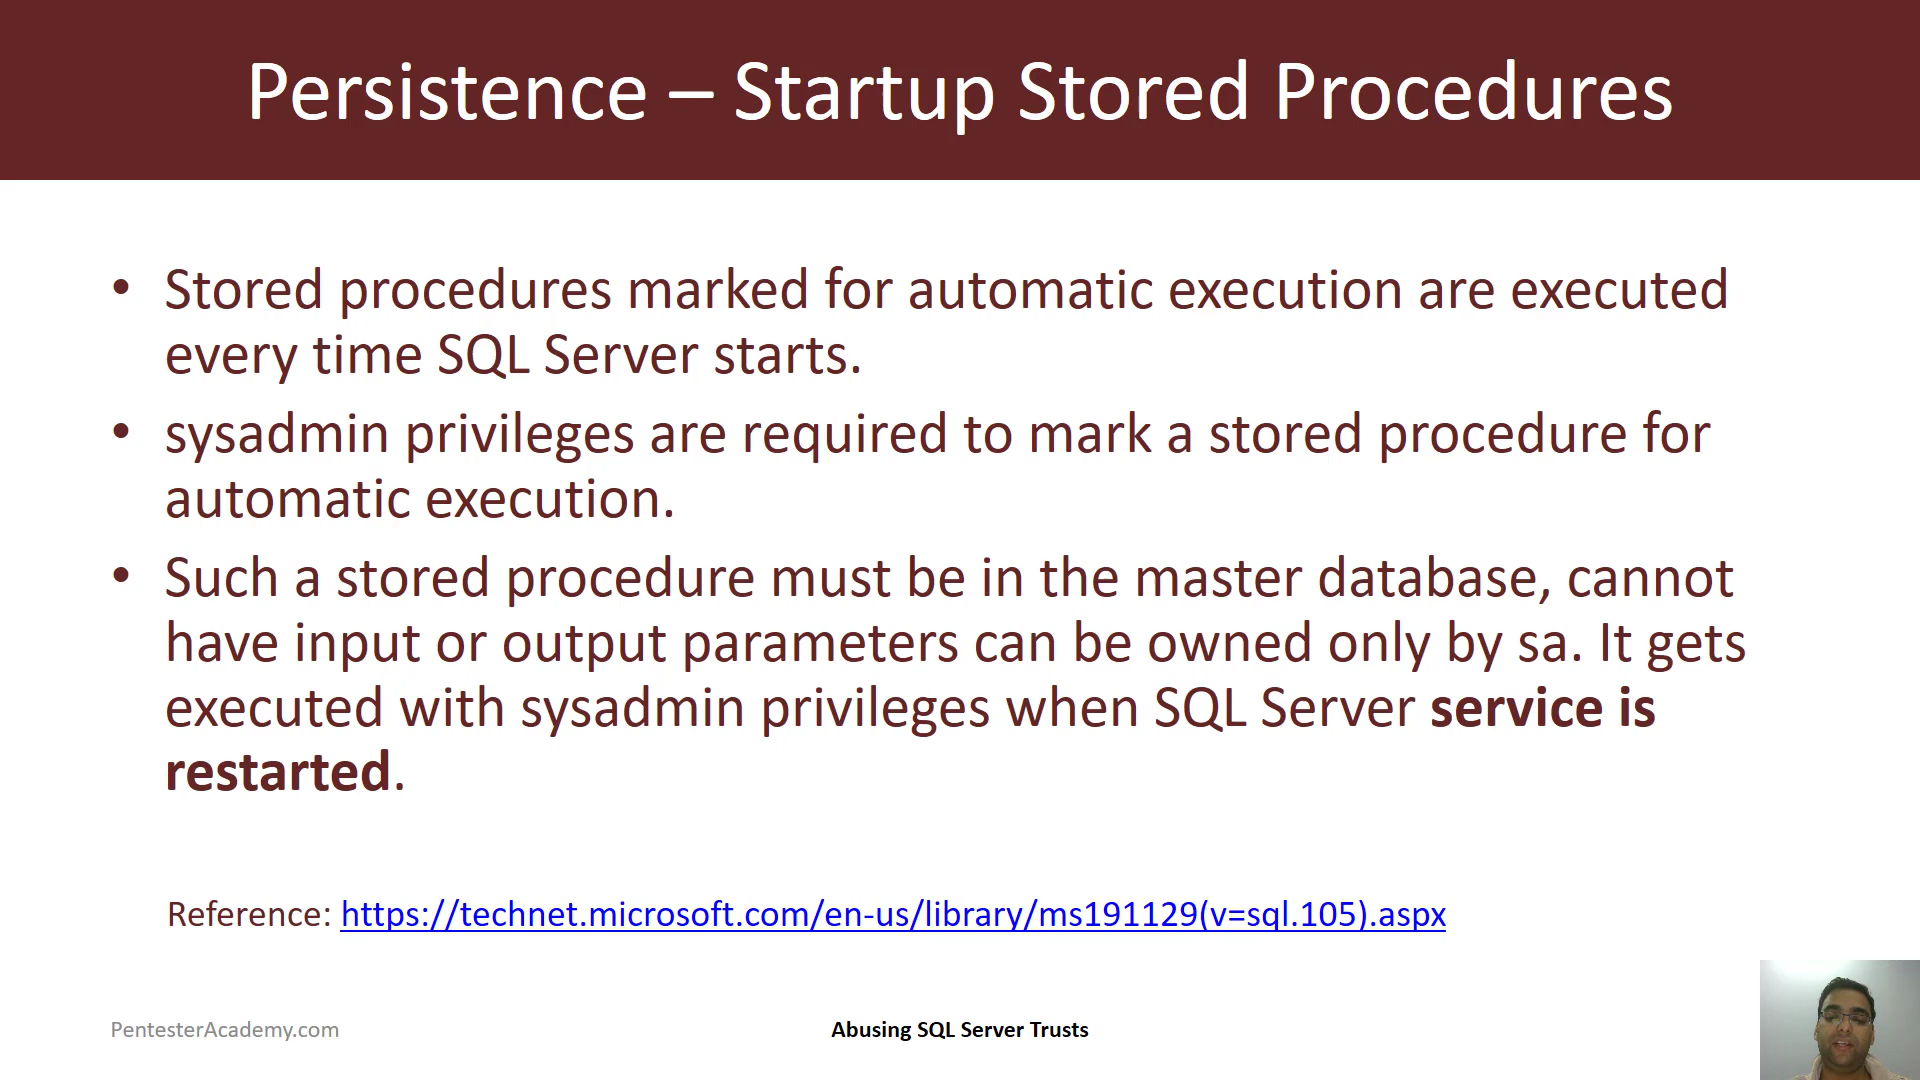 Persistence – Startup Stored Procedures
• Stored procedures marked for automatic execution are executed
every time SQL Server starts.
• sysadmin privileges are required to mark a stored procedure for
automatic execution.
• Such a stored procedure must be in the master database, cannot
have input or output parameters can be owned only by sa. It gets
executed with sysadmin privileges when SQL Server service is
restarted.
Reference: https://technet.microsoft.com/en-us/library/ms191129(v=sql.105).aspx
PentesterAcademy.com
Abusing SQL Server Trusts